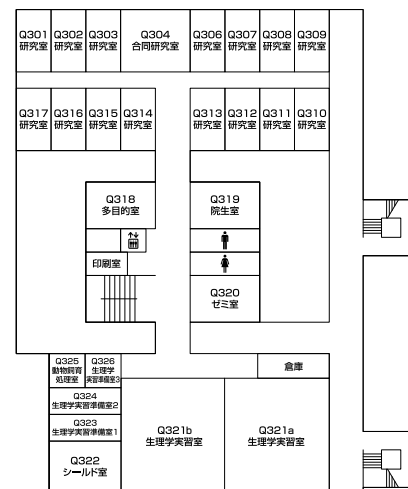 Q301
研究室
Q302
研究室
Q303
研究室
Q304
合同研究室
Q306
研究室
Q307
研究室
Q308
研究室
Q309
研究室
Q317
研究室
Q316
研究室
Q315
研究室
Q314
研究室
Q313
研究室
Q312
研究室
Q311
研究室
Q310
研究室
Q318
多目的室
Q319
院生室
印刷室
Q320
ゼミ室
Q325
動物飼育
処理室
Q326
生理学
実習準備室3
倉庫
Q324
生理学実習準備室2
Q323
生理学実習準備室1
Q322
シールド室
Q321b
生理学実習室
Q321a
生理学実習室